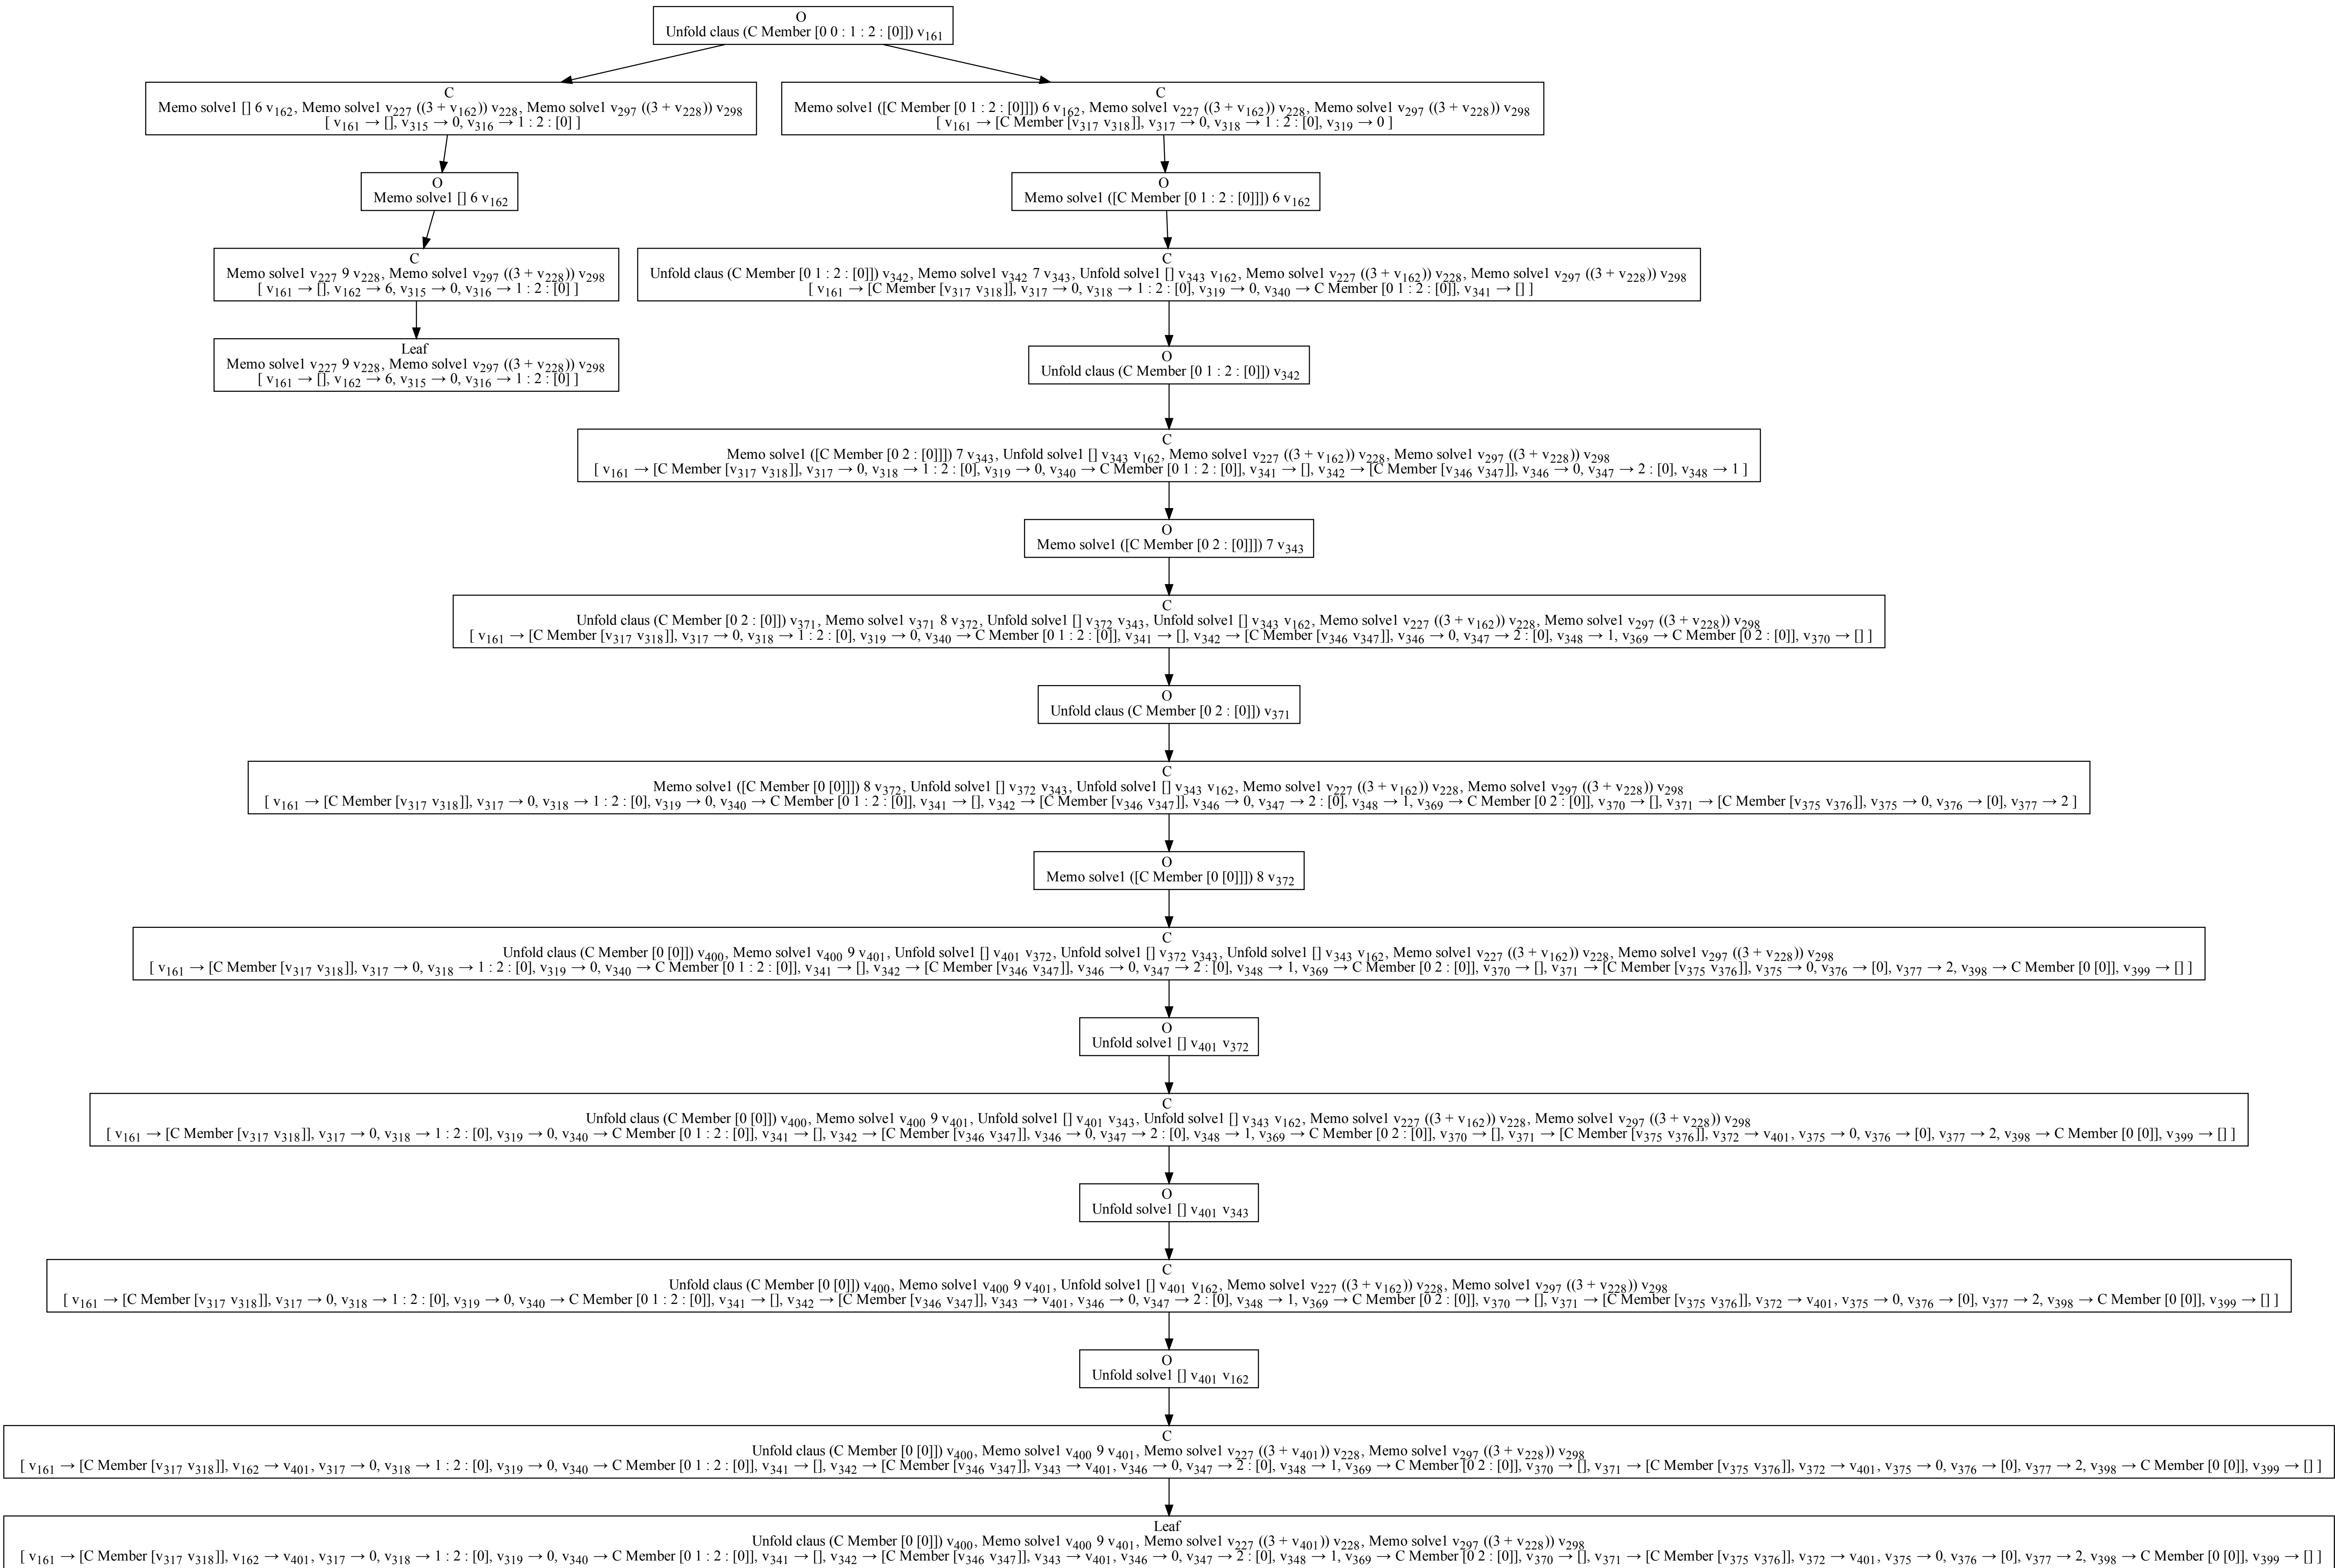 O
Unfold claus (C Member [0 0 : 1 : 2 : [0]]) v161
C
Memo solve1 [] 6 v162, Memo solve1 v227 ((3 + v162)) v228, Memo solve1 v297 ((3 + v228)) v298
[ v161 → [], v315 → 0, v316 → 1 : 2 : [0] ]
C
Memo solve1 ([C Member [0 1 : 2 : [0]]]) 6 v162, Memo solve1 v227 ((3 + v162)) v228, Memo solve1 v297 ((3 + v228)) v298
[ v161 → [C Member [v317 v318]], v317 → 0, v318 → 1 : 2 : [0], v319 → 0 ]
O
Memo solve1 [] 6 v162
O
Memo solve1 ([C Member [0 1 : 2 : [0]]]) 6 v162
C
Memo solve1 v227 9 v228, Memo solve1 v297 ((3 + v228)) v298
[ v161 → [], v162 → 6, v315 → 0, v316 → 1 : 2 : [0] ]
C
Unfold claus (C Member [0 1 : 2 : [0]]) v342, Memo solve1 v342 7 v343, Unfold solve1 [] v343 v162, Memo solve1 v227 ((3 + v162)) v228, Memo solve1 v297 ((3 + v228)) v298
[ v161 → [C Member [v317 v318]], v317 → 0, v318 → 1 : 2 : [0], v319 → 0, v340 → C Member [0 1 : 2 : [0]], v341 → [] ]
Leaf
Memo solve1 v227 9 v228, Memo solve1 v297 ((3 + v228)) v298
[ v161 → [], v162 → 6, v315 → 0, v316 → 1 : 2 : [0] ]
O
Unfold claus (C Member [0 1 : 2 : [0]]) v342
C
Memo solve1 ([C Member [0 2 : [0]]]) 7 v343, Unfold solve1 [] v343 v162, Memo solve1 v227 ((3 + v162)) v228, Memo solve1 v297 ((3 + v228)) v298
[ v161 → [C Member [v317 v318]], v317 → 0, v318 → 1 : 2 : [0], v319 → 0, v340 → C Member [0 1 : 2 : [0]], v341 → [], v342 → [C Member [v346 v347]], v346 → 0, v347 → 2 : [0], v348 → 1 ]
O
Memo solve1 ([C Member [0 2 : [0]]]) 7 v343
C
Unfold claus (C Member [0 2 : [0]]) v371, Memo solve1 v371 8 v372, Unfold solve1 [] v372 v343, Unfold solve1 [] v343 v162, Memo solve1 v227 ((3 + v162)) v228, Memo solve1 v297 ((3 + v228)) v298
[ v161 → [C Member [v317 v318]], v317 → 0, v318 → 1 : 2 : [0], v319 → 0, v340 → C Member [0 1 : 2 : [0]], v341 → [], v342 → [C Member [v346 v347]], v346 → 0, v347 → 2 : [0], v348 → 1, v369 → C Member [0 2 : [0]], v370 → [] ]
O
Unfold claus (C Member [0 2 : [0]]) v371
C
Memo solve1 ([C Member [0 [0]]]) 8 v372, Unfold solve1 [] v372 v343, Unfold solve1 [] v343 v162, Memo solve1 v227 ((3 + v162)) v228, Memo solve1 v297 ((3 + v228)) v298
[ v161 → [C Member [v317 v318]], v317 → 0, v318 → 1 : 2 : [0], v319 → 0, v340 → C Member [0 1 : 2 : [0]], v341 → [], v342 → [C Member [v346 v347]], v346 → 0, v347 → 2 : [0], v348 → 1, v369 → C Member [0 2 : [0]], v370 → [], v371 → [C Member [v375 v376]], v375 → 0, v376 → [0], v377 → 2 ]
O
Memo solve1 ([C Member [0 [0]]]) 8 v372
C
Unfold claus (C Member [0 [0]]) v400, Memo solve1 v400 9 v401, Unfold solve1 [] v401 v372, Unfold solve1 [] v372 v343, Unfold solve1 [] v343 v162, Memo solve1 v227 ((3 + v162)) v228, Memo solve1 v297 ((3 + v228)) v298
[ v161 → [C Member [v317 v318]], v317 → 0, v318 → 1 : 2 : [0], v319 → 0, v340 → C Member [0 1 : 2 : [0]], v341 → [], v342 → [C Member [v346 v347]], v346 → 0, v347 → 2 : [0], v348 → 1, v369 → C Member [0 2 : [0]], v370 → [], v371 → [C Member [v375 v376]], v375 → 0, v376 → [0], v377 → 2, v398 → C Member [0 [0]], v399 → [] ]
O
Unfold solve1 [] v401 v372
C
Unfold claus (C Member [0 [0]]) v400, Memo solve1 v400 9 v401, Unfold solve1 [] v401 v343, Unfold solve1 [] v343 v162, Memo solve1 v227 ((3 + v162)) v228, Memo solve1 v297 ((3 + v228)) v298
[ v161 → [C Member [v317 v318]], v317 → 0, v318 → 1 : 2 : [0], v319 → 0, v340 → C Member [0 1 : 2 : [0]], v341 → [], v342 → [C Member [v346 v347]], v346 → 0, v347 → 2 : [0], v348 → 1, v369 → C Member [0 2 : [0]], v370 → [], v371 → [C Member [v375 v376]], v372 → v401, v375 → 0, v376 → [0], v377 → 2, v398 → C Member [0 [0]], v399 → [] ]
O
Unfold solve1 [] v401 v343
C
Unfold claus (C Member [0 [0]]) v400, Memo solve1 v400 9 v401, Unfold solve1 [] v401 v162, Memo solve1 v227 ((3 + v162)) v228, Memo solve1 v297 ((3 + v228)) v298
[ v161 → [C Member [v317 v318]], v317 → 0, v318 → 1 : 2 : [0], v319 → 0, v340 → C Member [0 1 : 2 : [0]], v341 → [], v342 → [C Member [v346 v347]], v343 → v401, v346 → 0, v347 → 2 : [0], v348 → 1, v369 → C Member [0 2 : [0]], v370 → [], v371 → [C Member [v375 v376]], v372 → v401, v375 → 0, v376 → [0], v377 → 2, v398 → C Member [0 [0]], v399 → [] ]
O
Unfold solve1 [] v401 v162
C
Unfold claus (C Member [0 [0]]) v400, Memo solve1 v400 9 v401, Memo solve1 v227 ((3 + v401)) v228, Memo solve1 v297 ((3 + v228)) v298
[ v161 → [C Member [v317 v318]], v162 → v401, v317 → 0, v318 → 1 : 2 : [0], v319 → 0, v340 → C Member [0 1 : 2 : [0]], v341 → [], v342 → [C Member [v346 v347]], v343 → v401, v346 → 0, v347 → 2 : [0], v348 → 1, v369 → C Member [0 2 : [0]], v370 → [], v371 → [C Member [v375 v376]], v372 → v401, v375 → 0, v376 → [0], v377 → 2, v398 → C Member [0 [0]], v399 → [] ]
Leaf
Unfold claus (C Member [0 [0]]) v400, Memo solve1 v400 9 v401, Memo solve1 v227 ((3 + v401)) v228, Memo solve1 v297 ((3 + v228)) v298
[ v161 → [C Member [v317 v318]], v162 → v401, v317 → 0, v318 → 1 : 2 : [0], v319 → 0, v340 → C Member [0 1 : 2 : [0]], v341 → [], v342 → [C Member [v346 v347]], v343 → v401, v346 → 0, v347 → 2 : [0], v348 → 1, v369 → C Member [0 2 : [0]], v370 → [], v371 → [C Member [v375 v376]], v372 → v401, v375 → 0, v376 → [0], v377 → 2, v398 → C Member [0 [0]], v399 → [] ]